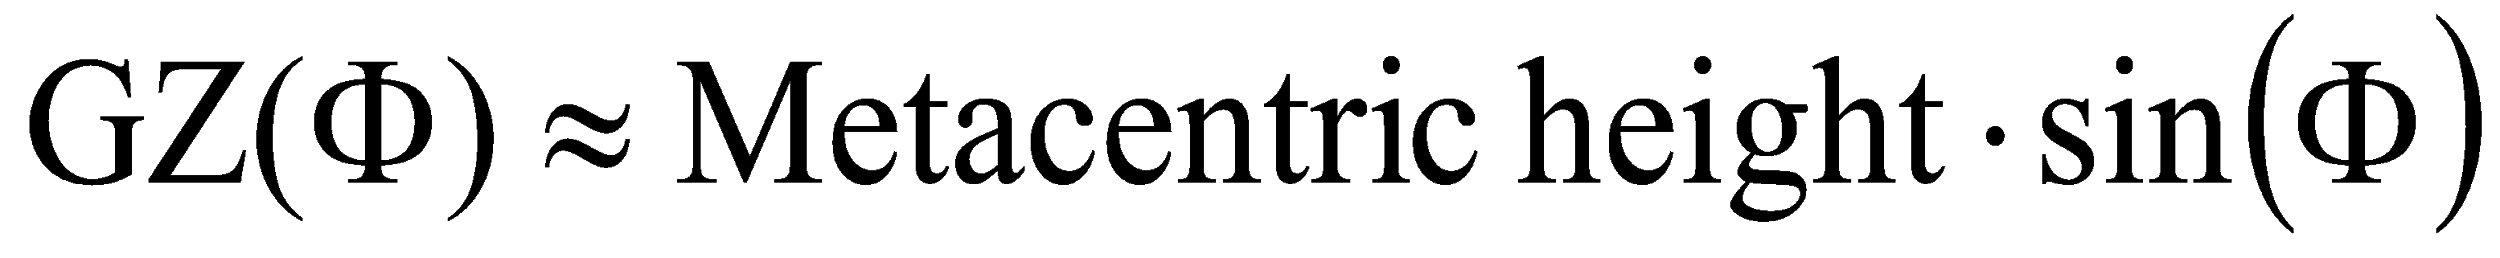 GZ(Φ) ≈ Metacentric height · sin(Φ)